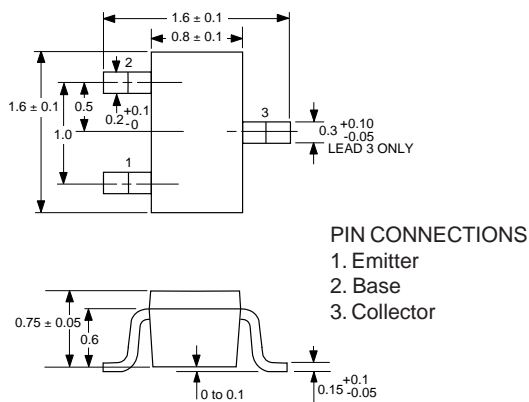 1.6 ± 0.1
0.8 ± 0.1
2
1.6 ± 0.1
0.5
1.0
0.2 +0.1 -0
3
0.3 +0.10 -0.05
LEAD 3 ONLY
1
PIN CONNECTIONS
1. Emitter
2. Base
3. Collector
0.75 ± 0.05
0.6
0 to 0.1
0.15 +0.1 -0.05